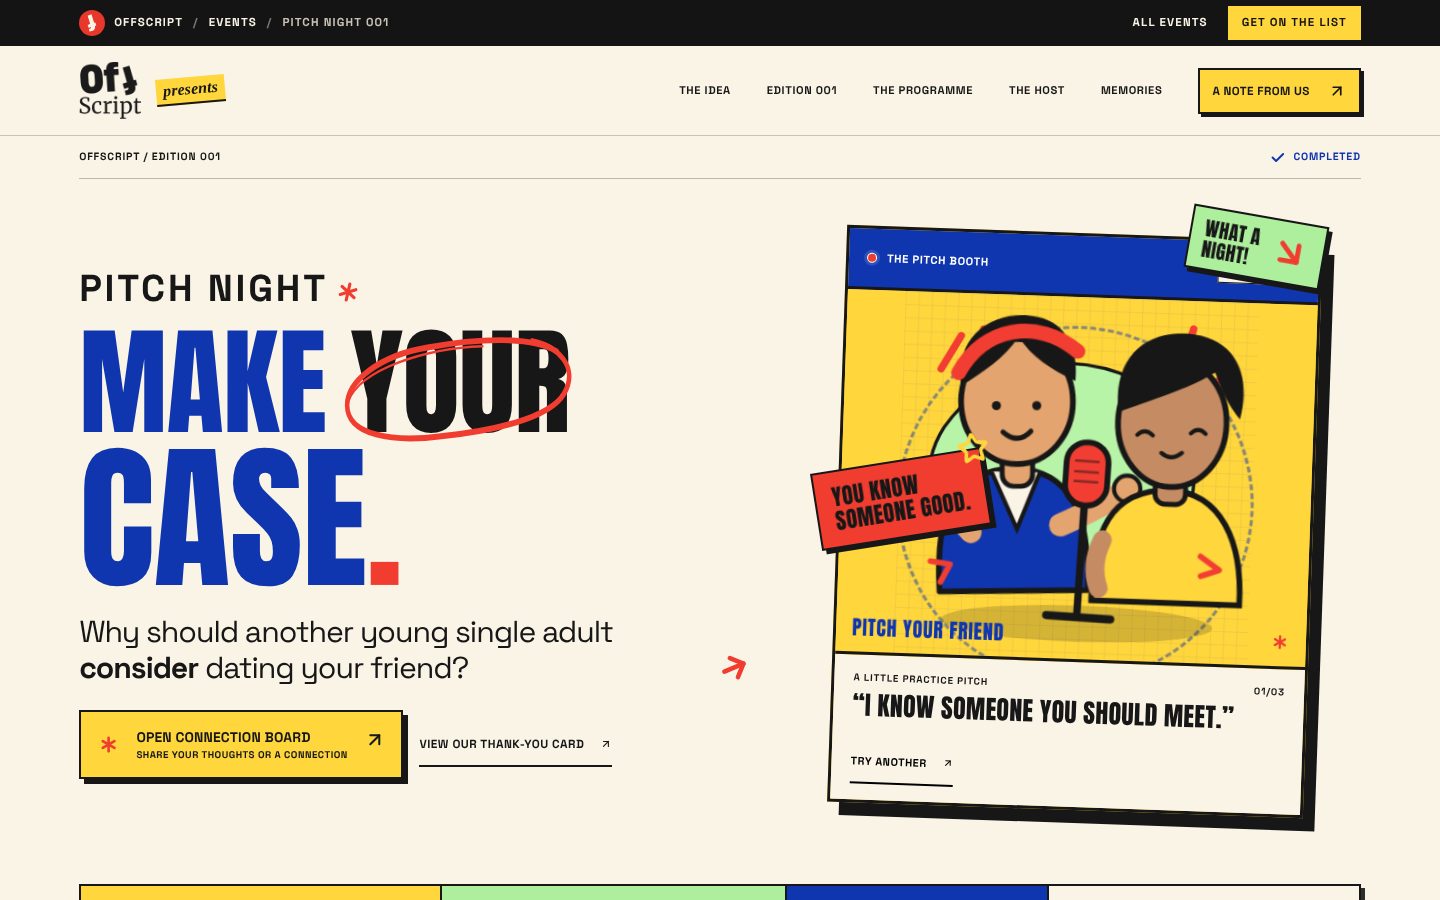 OFFSCRIPT / EVENTS / PITCH NIGHT 001
ALL EVENTS
GET ON THE LIST
Of
Script
presents
THE IDEA
EDITION 001
THE PROGRAMME
THE HOST
MEMORIES
A NOTE FROM US
OFFSCRIPT / EDITION 001
COMPLETED
PITCH NIGHT
MAKE YOUR
CASE.
Why should another young single adult
consider dating your friend?
OPEN CONNECTION BOARD
SHARE YOUR THOUGHTS OR A CONNECTION
VIEW OUR THANK-YOU CARD
THE PITCH BOOTH
WHAT A
NIGHT!
YOU KNOW
SOMEONE GOOD.
PITCH YOUR FRIEND
A LITTLE PRACTICE PITCH
01/03
“I KNOW SOMEONE YOU SHOULD MEET.”
TRY ANOTHER